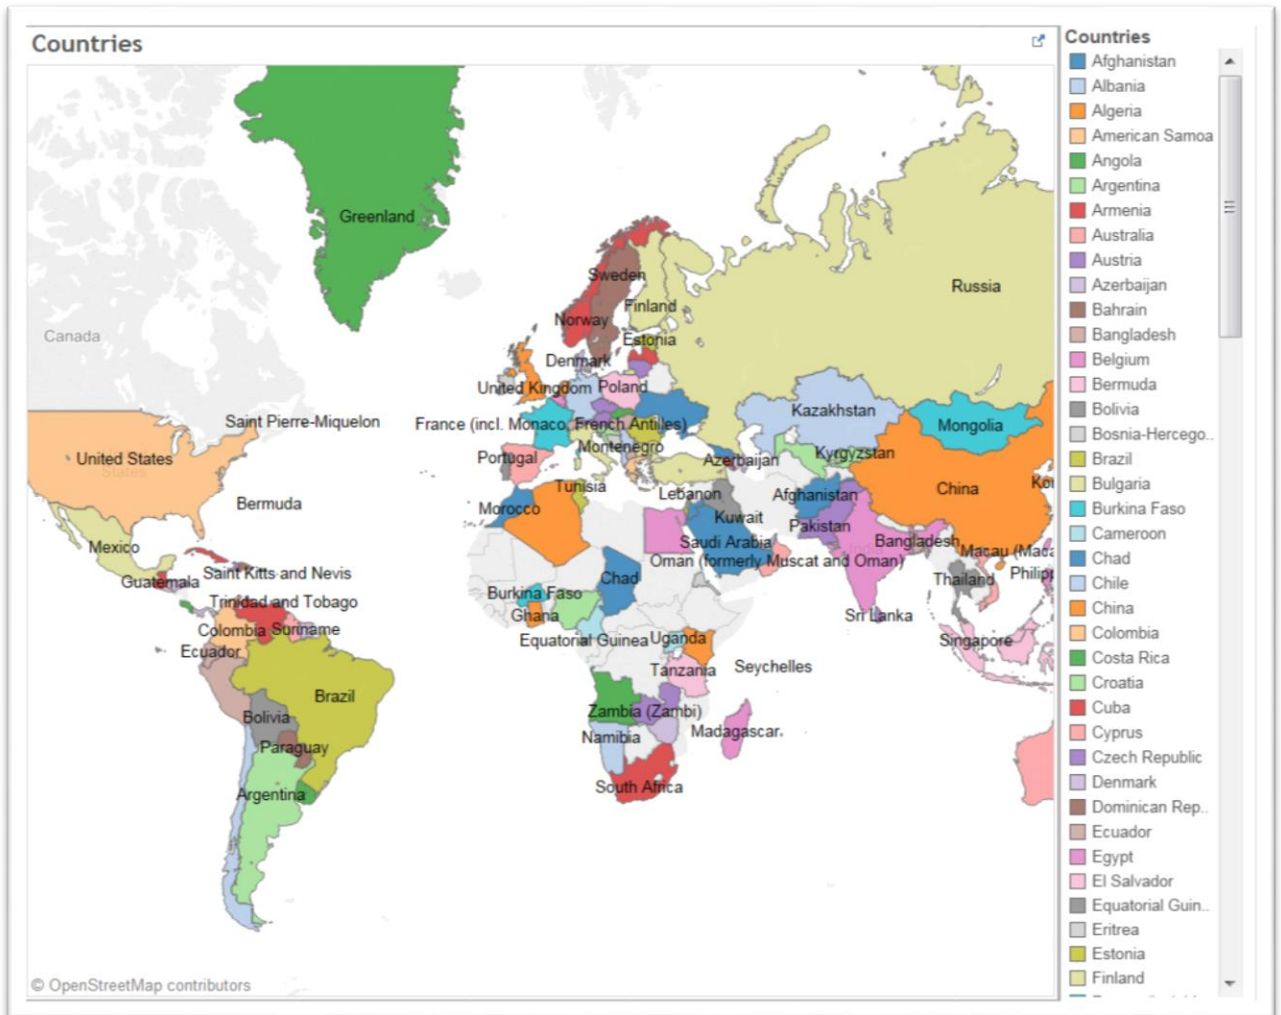 Countries
Greenland
Canada
Sweden
Finland
Norway
Estonia
Russia
Denmark
United Kingdom
Poland
Saint Pierre-Miquelon
France (incl. Monaco,
French Antilles)
Kazakhstan
Mongolia
Montenegro
Kyrgyzstan
United States
States
Portugal
Azerbaijan
Tunisia
Lebanon
Afghanistan
China
Bermuda
Morocco
Kuwait
Pakistan
Mexico
Saudi Arabia
Bangladesh
Macau (Maca
Oman (formerly Muscat and Oman)
Guatemala
Saint Kitts and Nevis
Chad
Thailand
Philipp
Burkina Faso
Trinidad and Tobago
Ghana
Sri Lanka
Colombia
Suriname
Equatorial Guinea
Uganda
Singapore
Ecuador
Tanzania
Seychelles
Brazil
Bolivia
Zambia (Zambi)
Paraguay
Namibia
Madagascar
Argentina
South Africa
© OpenStreetMap contributors
Countries
Afghanistan
Albania
Algeria
American Samoa
Angola
Argentina
Armenia
Australia
Austria
Azerbaijan
Bahrain
Bangladesh
Belgium
Bermuda
Bolivia
Bosnia-Hercego..
Brazil
Bulgaria
Burkina Faso
Cameroon
Chad
Chile
China
Colombia
Costa Rica
Croatia
Cuba
Cyprus
Czech Republic
Denmark
Dominican Rep..
Ecuador
Egypt
El Salvador
Equatorial Guin..
Eritrea
Estonia
Finland